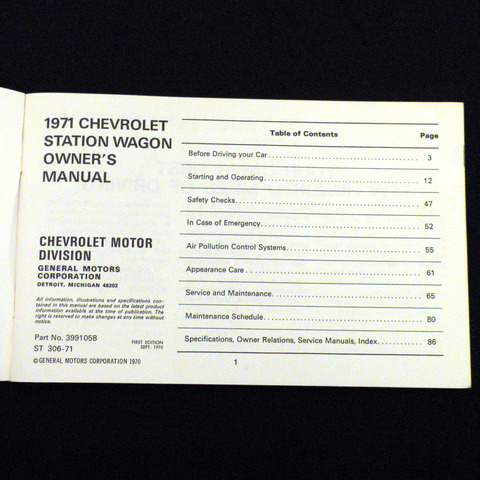 1971 CHEVROLET
STATION WAGON
OWNER'S
MANUAL
CHEVROLET MOTOR
DIVISION
GENERAL MOTORS
CORPORATION
DETROIT, MICHIGAN 48202
All information, illustrations and specifications con-
tained in this manual are based on the latest product
information available at the time of publication. The
right is reserved to make changes at any time without
notice.
Part No. 3991058
ST 306-71
FIRST EDITION
SEPT. 1970
©GENERAL MOTORS CORPORATION 1970
Table of Contents Page
Before Driving your Car 3
Starting and Operating 12
Safety Checks 47
In Case of Emergency 52
Air Pollution Control Systems 55
Appearance Care 61
Service and Maintenance 65
Maintenance Schedule 80
Specifications, Owner Relations, Service Manuals, Index 86
1